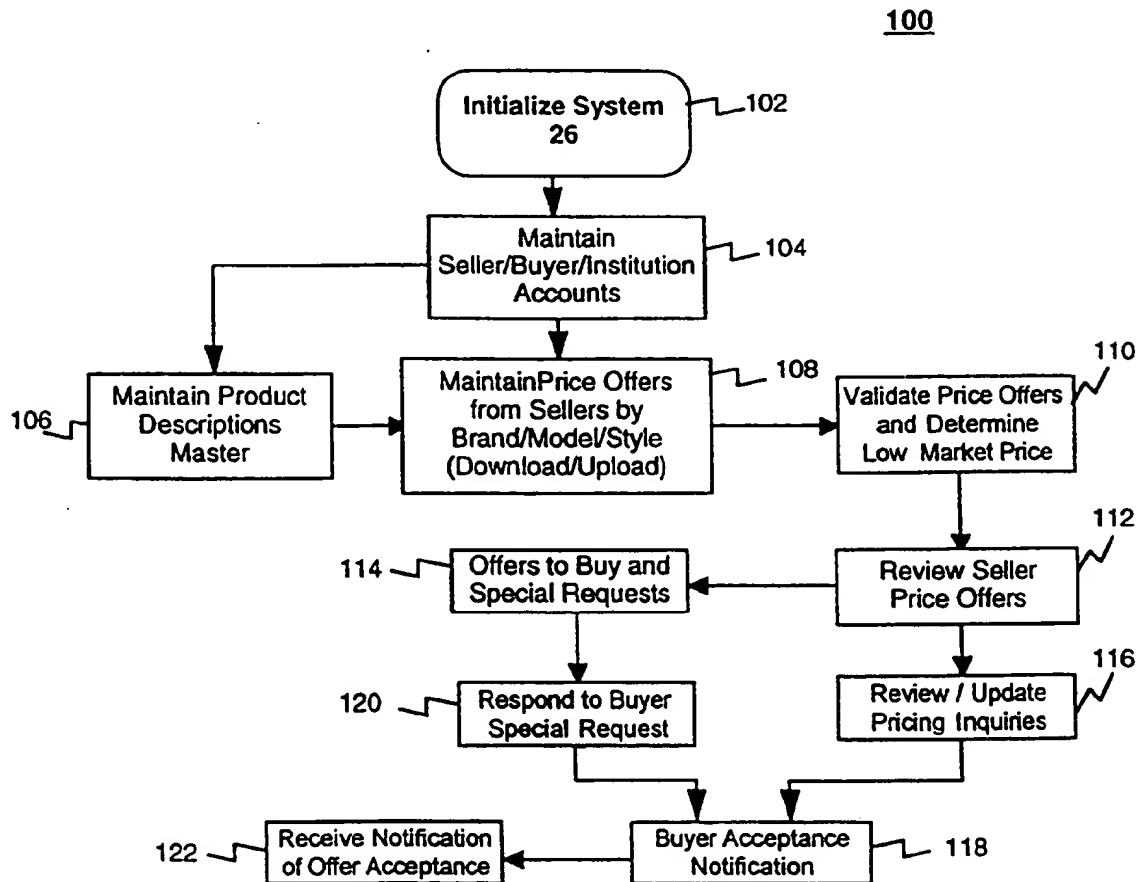 100
Initialize System
26
102
Maintain
Seller/Buyer/Institution
Accounts
104
106
Maintain Product
Descriptions
Master
MaintainPrice Offers
from Sellers by
Brand/Model/Style
(Download/Upload)
108
Validate Price Offers
and Determine
Low Market Price
110
114
Offers to Buy and
Special Requests
Review Seller
Price Offers
112
120
Respond to Buyer
Special Request
Review / Update
Pricing Inquiries
116
122
Receive Notification
of Offer Acceptance
Buyer Acceptance
Notification
118